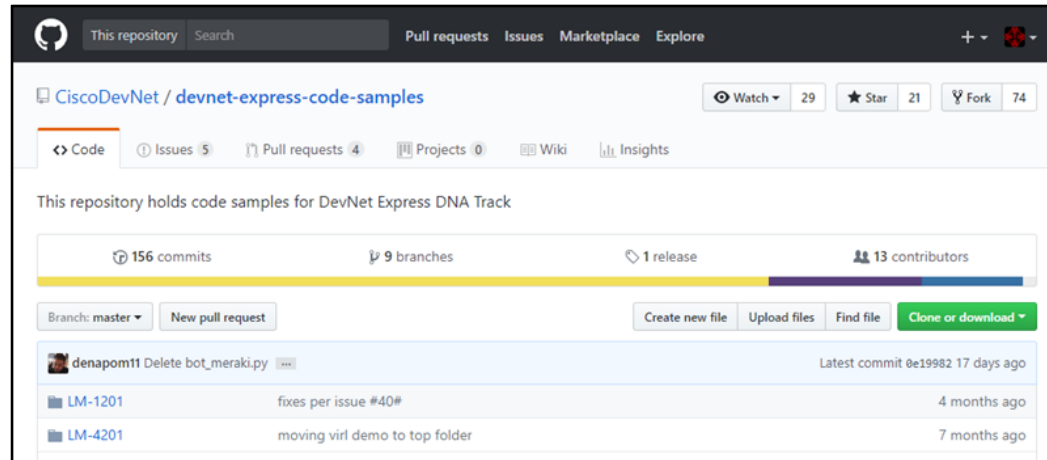 This repository Search Pull requests Issues Marketplace Explore
CiscoDevNet / devnet-express-code-samples Watch 29 Star 21 Fork 74
<> Code Issues 5 Pull requests 4 Projects 0 Wiki Insights
This repository holds code samples for DevNet Express DNA Track
156 commits 9 branches 1 release 13 contributors
Branch: master New pull request Create new file Upload files Find file Clone or download
denapom11 Delete bot_meraki.py ... Latest commit 0e19982 17 days ago
LM-1201 fixes per issue #40# 4 months ago
LM-4201 moving virl demo to top folder 7 months ago